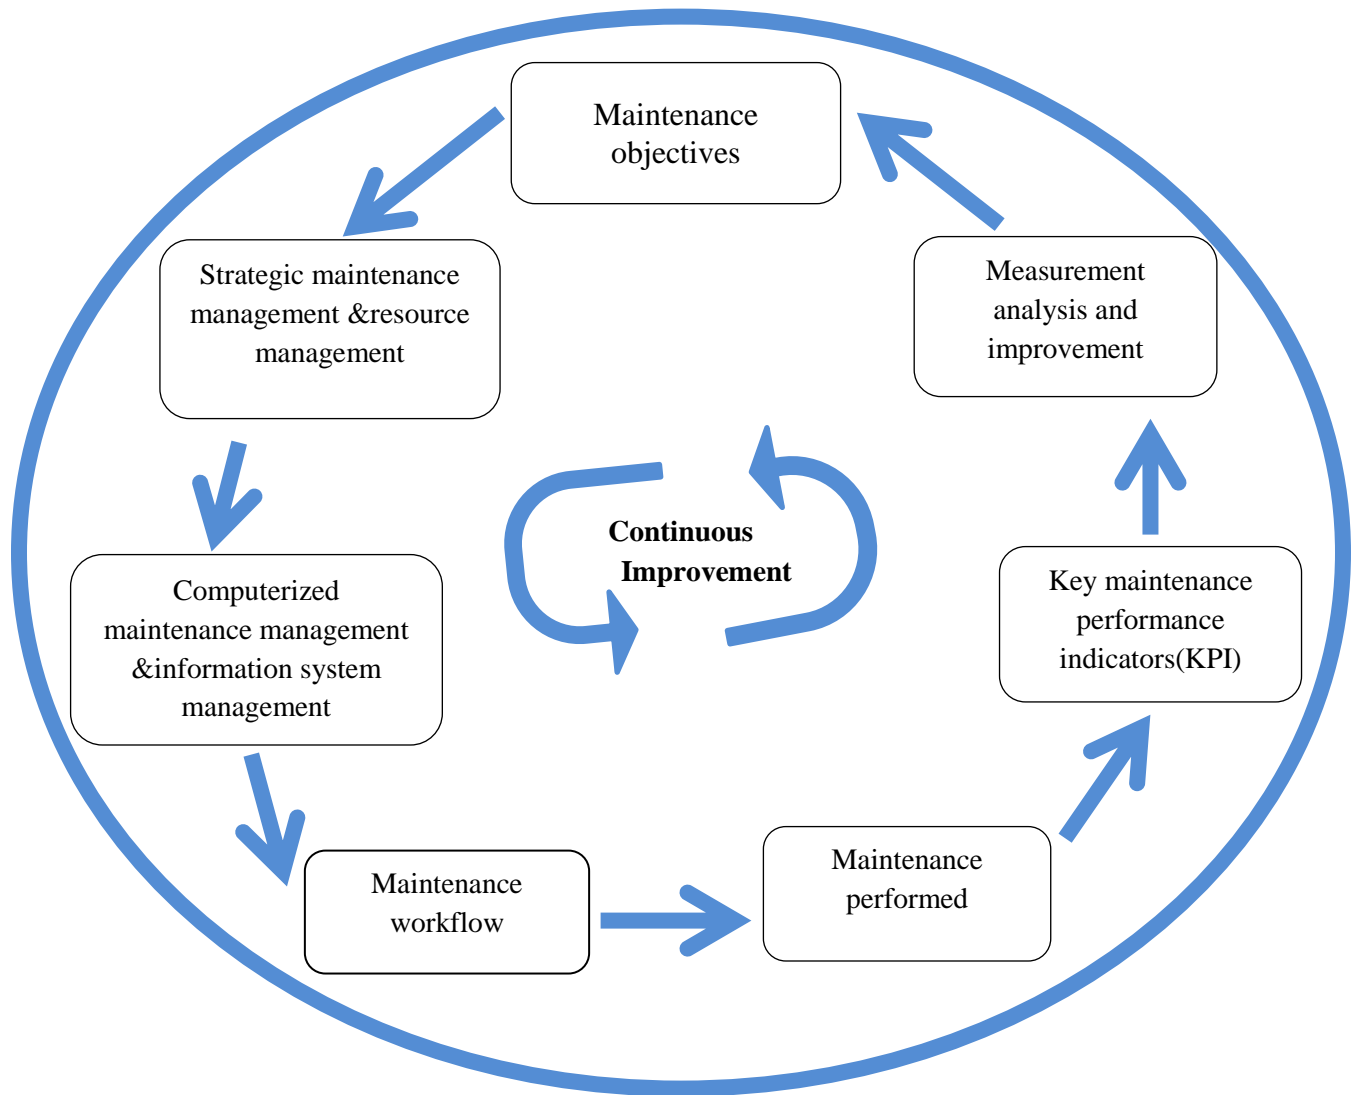 Maintenance
objectives
Strategic maintenance
management &resource
management
Computerized
maintenance management
&information system
management
Maintenance
workflow
Maintenance
performed
Key maintenance
performance
indicators(KPI)
Measurement
analysis and
improvement
Continuous
Improvement